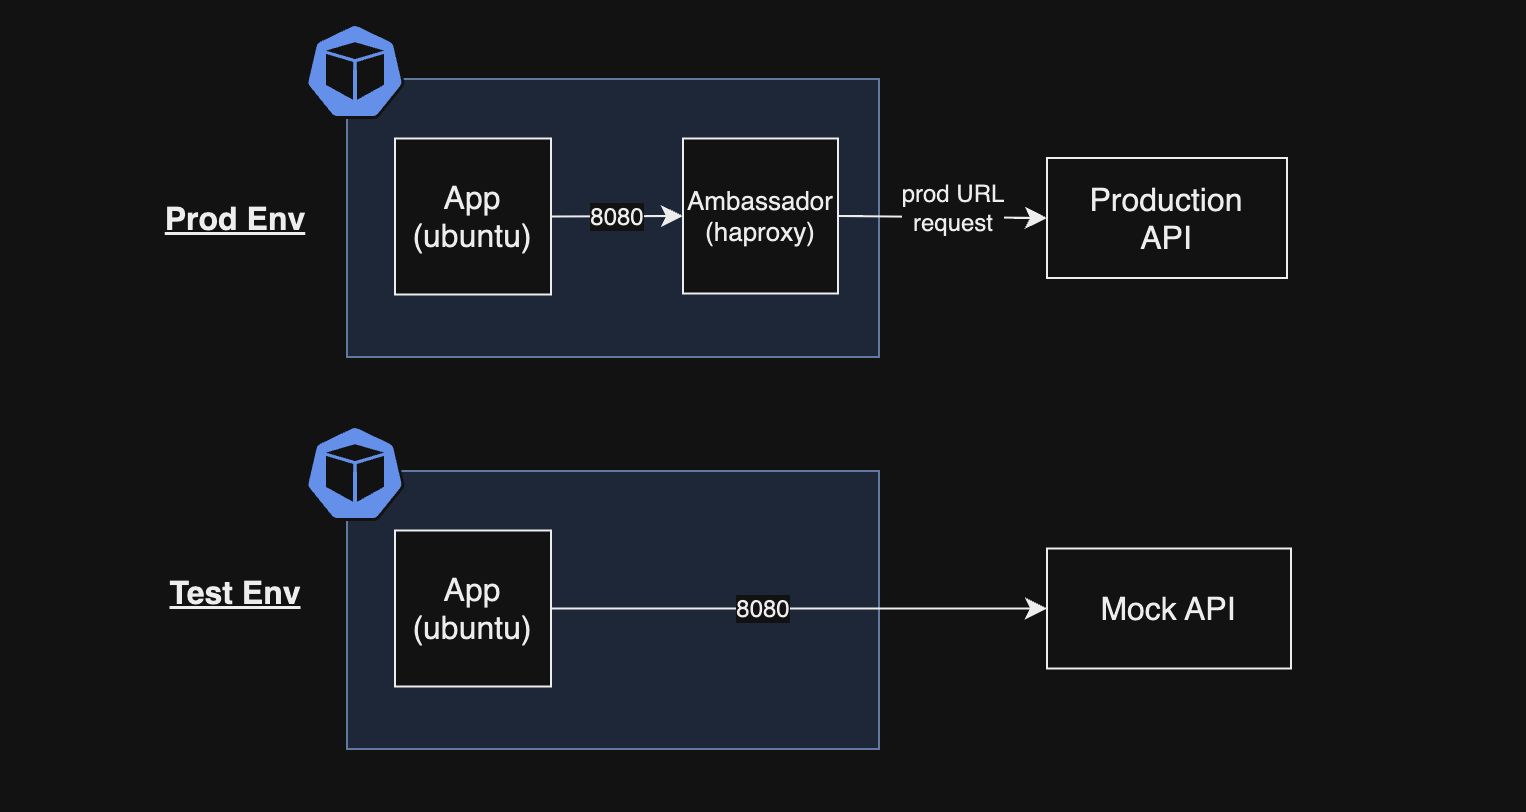 Prod Env
App
(ubuntu)
8080
Ambassador
(haproxy)
prod URL
request
Production
API
Test Env
App
(ubuntu)
8080
Mock API